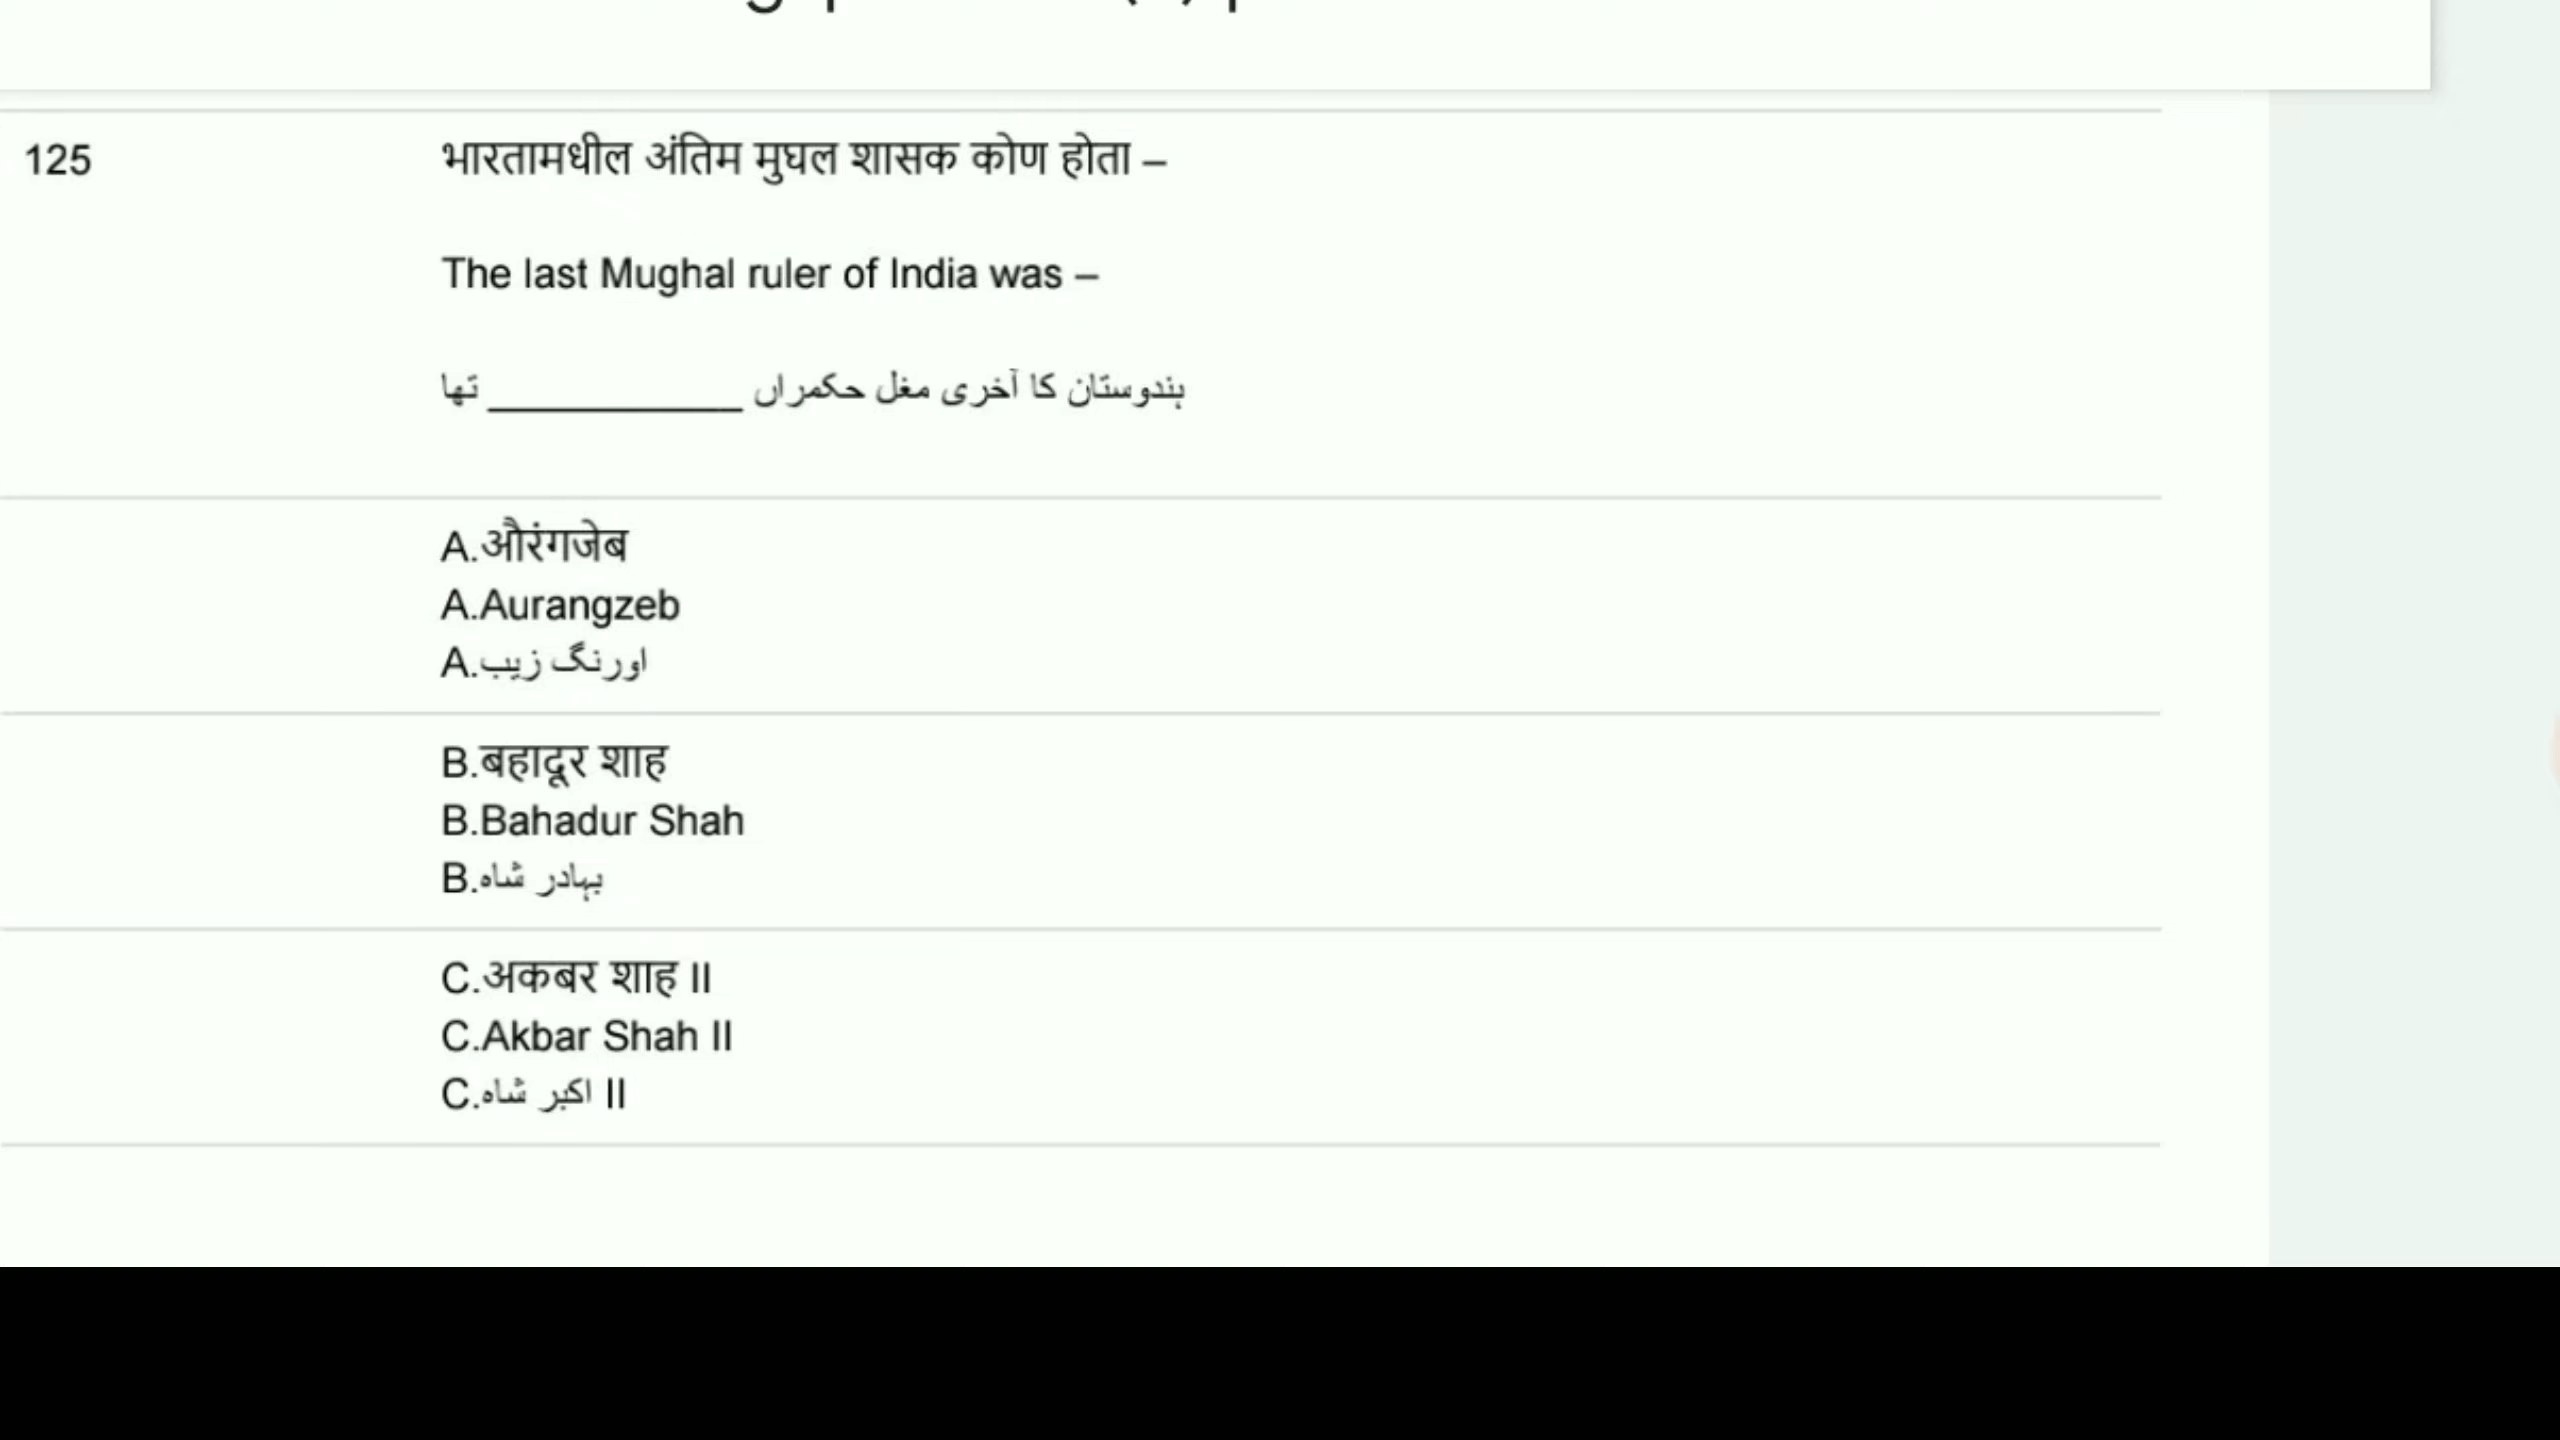 125
भारतामधील अंतिम मुघल शासक कोण होता –
The last Mughal ruler of India was –
ہندوستان کا آخری مغل حکمراں ____________ تھا
A.औरंगजेब
A.Aurangzeb
A.اورنگ زیب
B.बहादूर शाह
B.Bahadur Shah
B.بہادر شاہ
C.अकबर शाह II
C.Akbar Shah II
C.اکبر شاہ II